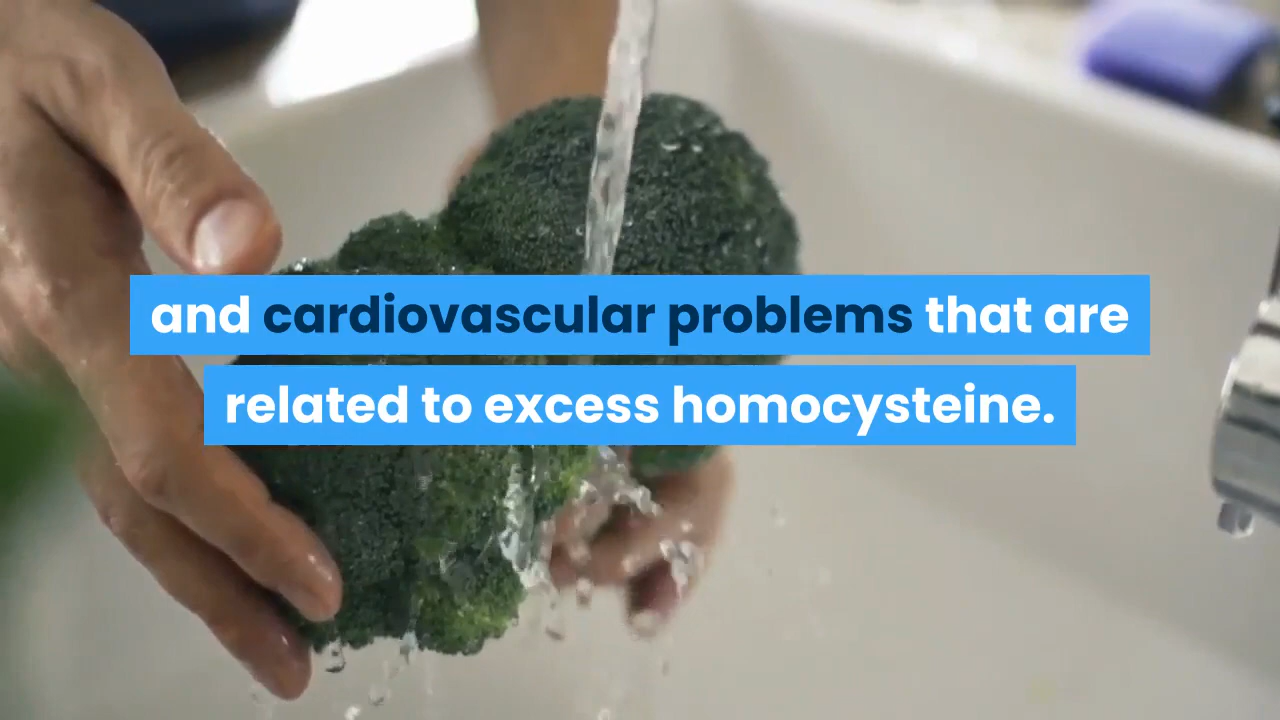 and cardiovascular problems that are
related to excess homocysteine.